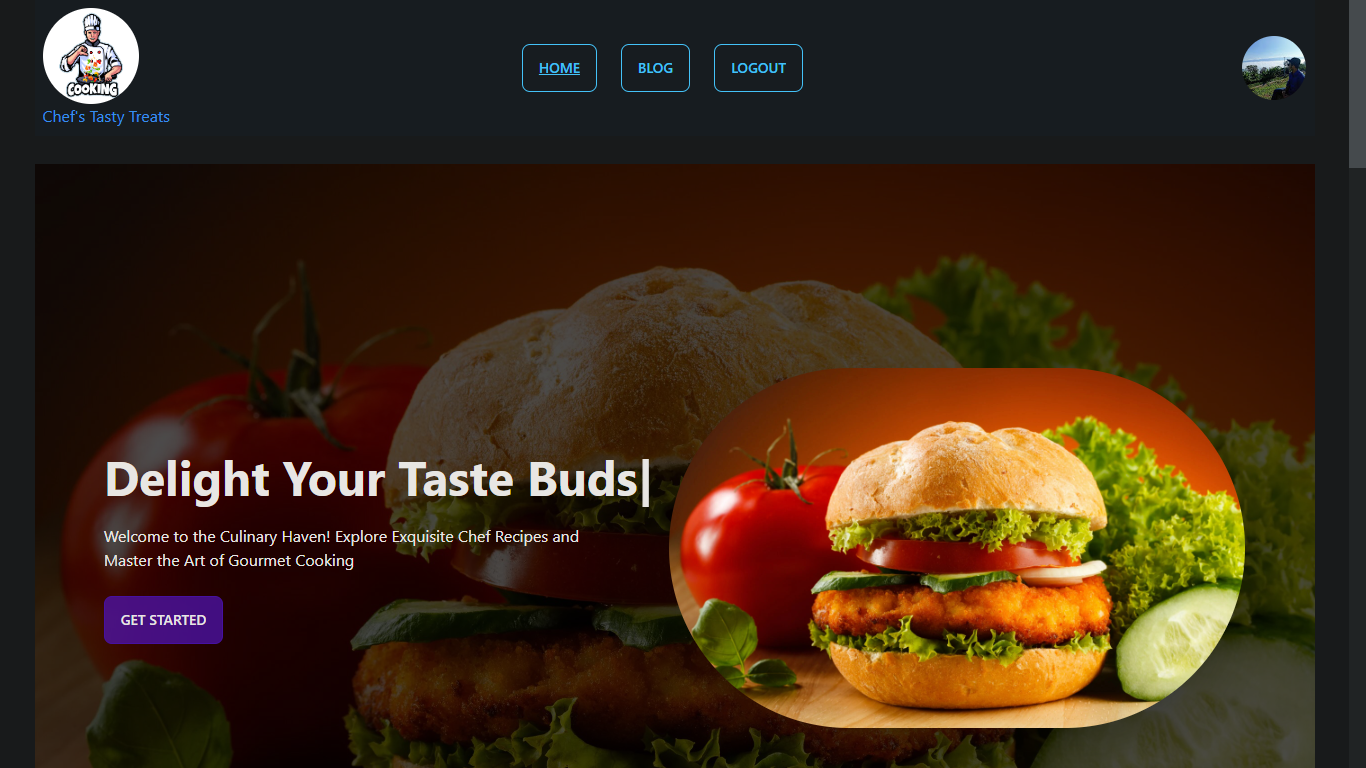 COOKING
Chef's Tasty Treats
HOME
BLOG
LOGOUT
Delight Your Taste Buds|
Welcome to the Culinary Haven! Explore Exquisite Chef Recipes and
Master the Art of Gourmet Cooking
GET STARTED